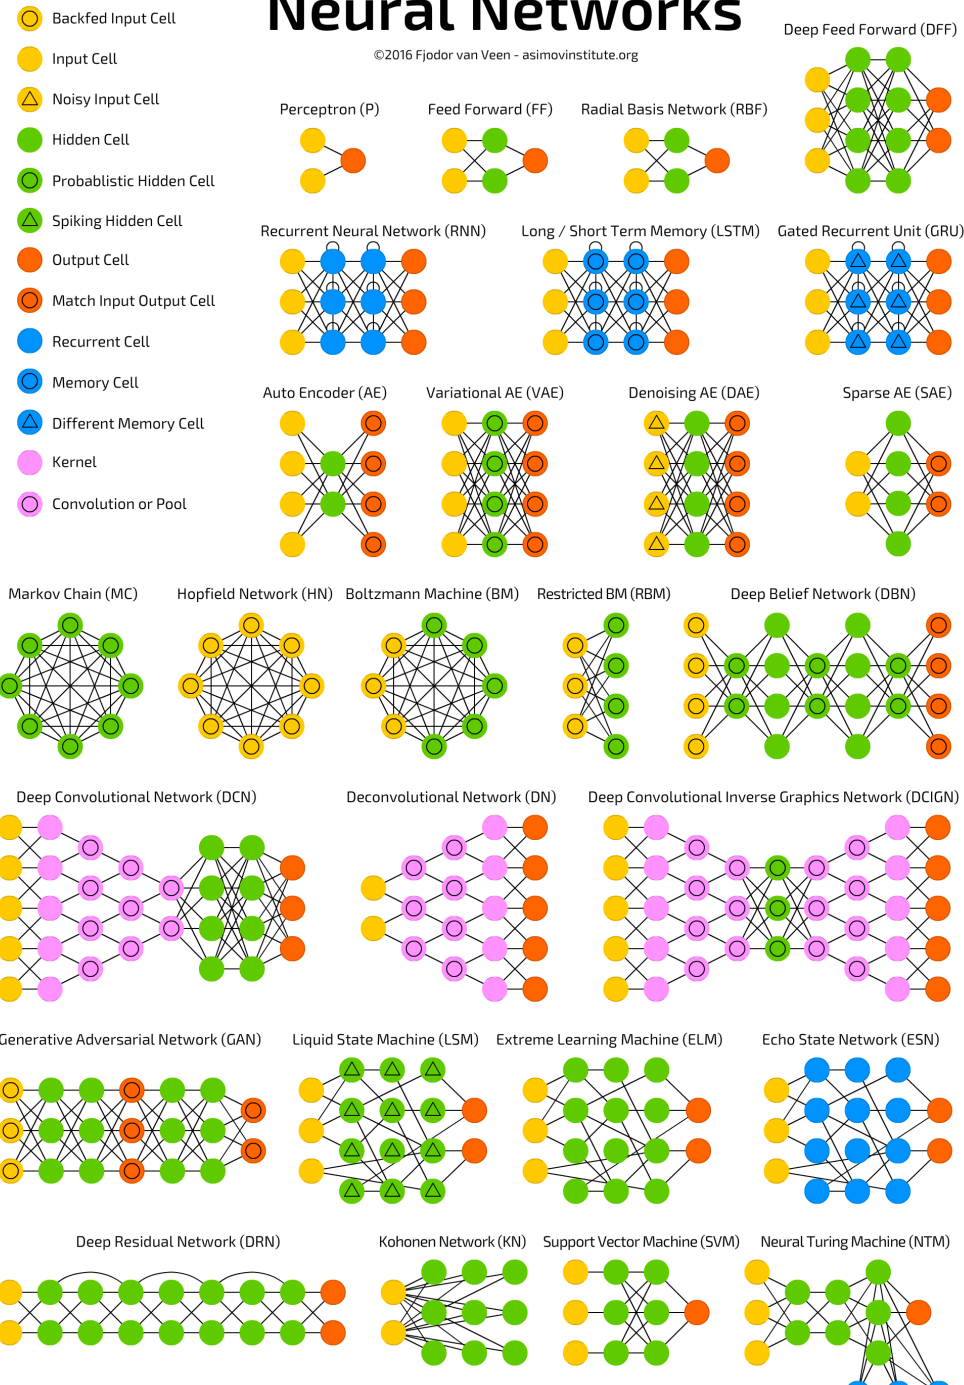 Neural Networks
©2016 Fjodor van Veen - asimovinstitute.org
Backfed Input Cell
Input Cell
Noisy Input Cell
Hidden Cell
Probablistic Hidden Cell
Spiking Hidden Cell
Output Cell
Match Input Output Cell
Recurrent Cell
Memory Cell
Different Memory Cell
Kernel
Convolution or Pool
Deep Feed Forward (DFF)
Perceptron (P)
Feed Forward (FF)
Radial Basis Network (RBF)
Recurrent Neural Network (RNN)
Long / Short Term Memory (LSTM)
Gated Recurrent Unit (GRU)
Auto Encoder (AE)
Variational AE (VAE)
Denoising AE (DAE)
Sparse AE (SAE)
Markov Chain (MC)
Hopfield Network (HN)
Boltzmann Machine (BM)
Restricted BM (RBM)
Deep Belief Network (DBN)
Deep Convolutional Network (DCN)
Deconvolutional Network (DN)
Deep Convolutional Inverse Graphics Network (DCIGN)
Generative Adversarial Network (GAN)
Liquid State Machine (LSM)
Extreme Learning Machine (ELM)
Echo State Network (ESN)
Deep Residual Network (DRN)
Kohonen Network (KN)
Support Vector Machine (SVM)
Neural Turing Machine (NTM)